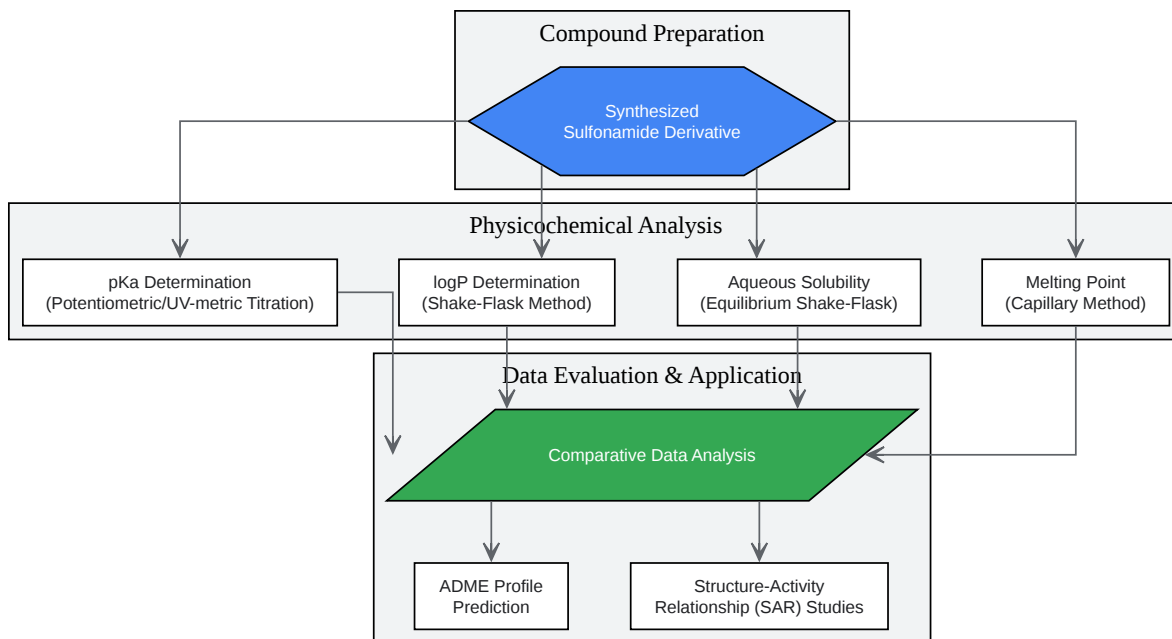 Compound Preparation
Synthesized
Sulfonamide Derivative
Physicochemical Analysis
pKa Determination
(Potentiometric/UV-metric Titration)
logP Determination
(Shake-Flask Method)
Aqueous Solubility
(Equilibrium Shake-Flask)
Melting Point
(Capillary Method)
Data Evaluation & Application
Comparative Data Analysis
ADME Profile
Prediction
Structure-Activity
Relationship (SAR) Studies